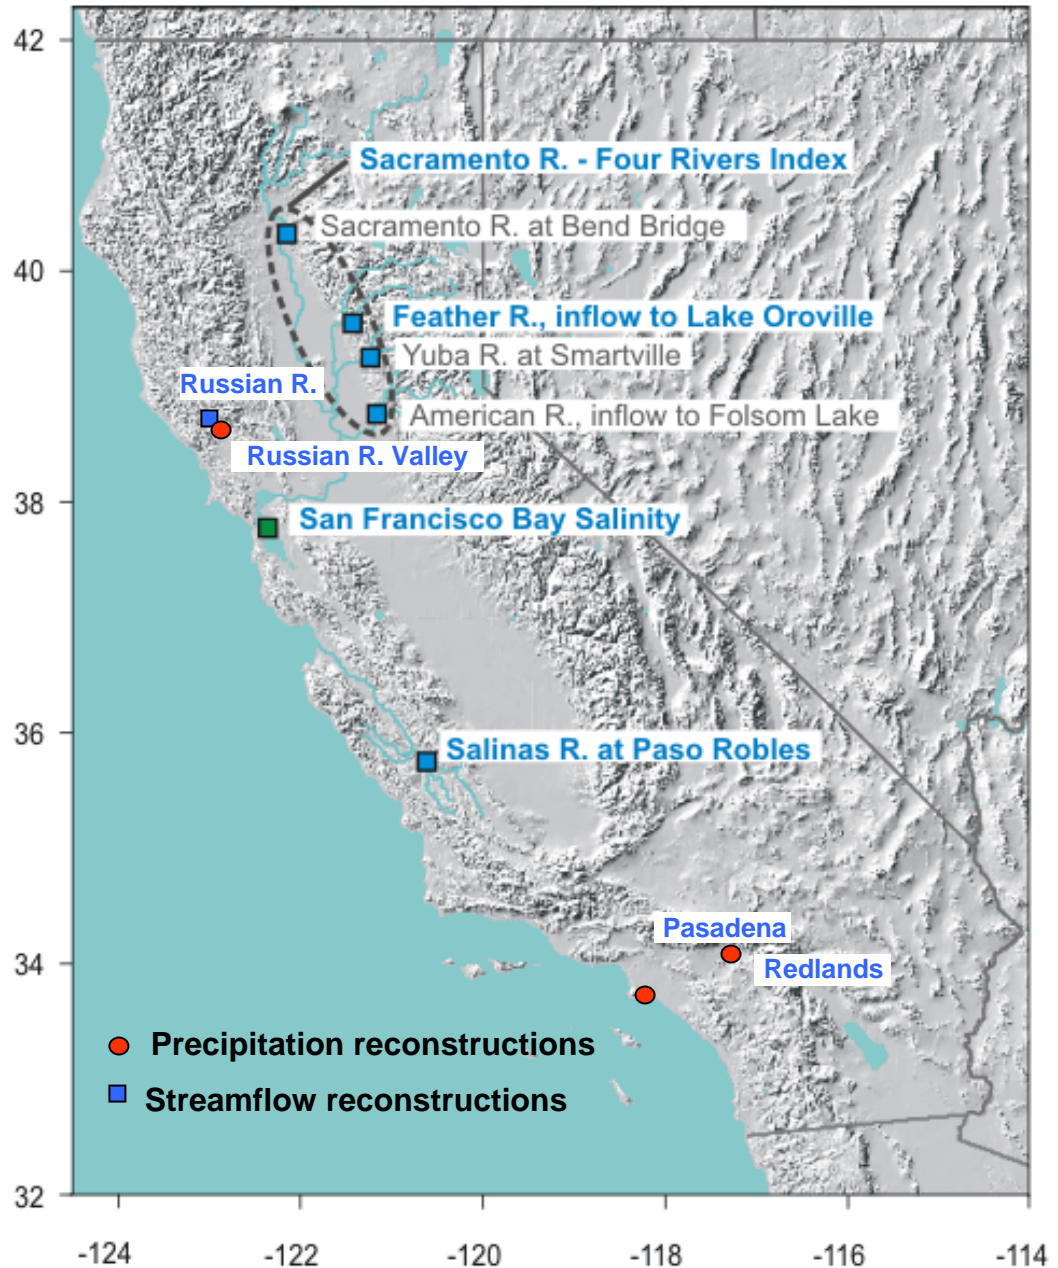 42
Sacramento R. - Four Rivers Index
Sacramento R. at Bend Bridge
40
Feather R., inflow to Lake Oroville
Yuba R. at Smartville
Russian R.
American R., inflow to Folsom Lake
Russian R. Valley
38
San Francisco Bay Salinity
36
Salinas R. at Paso Robles
Pasadena
34
Redlands
Precipitation reconstructions
Streamflow reconstructions
32
-124
-122
-120
-118
-116
-114